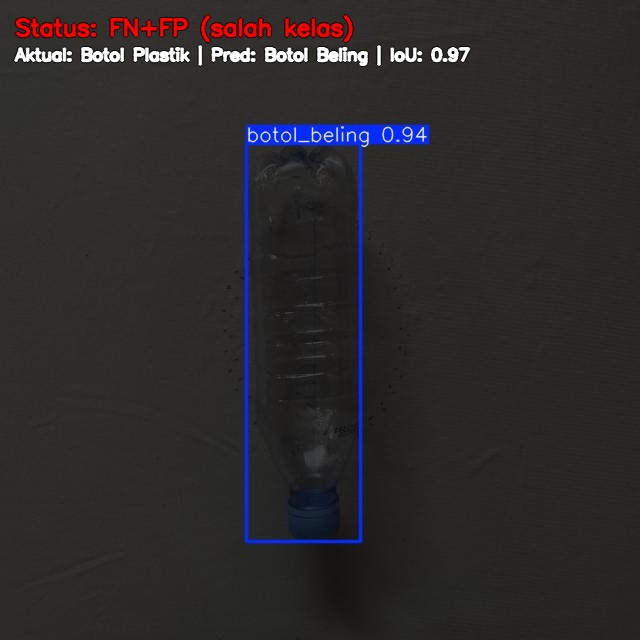 Status: FN+FP (salah kelas)
Aktual: Botol Plastik | Pred: Botol Beling | IoU: 0.97
botol_beling 0.94